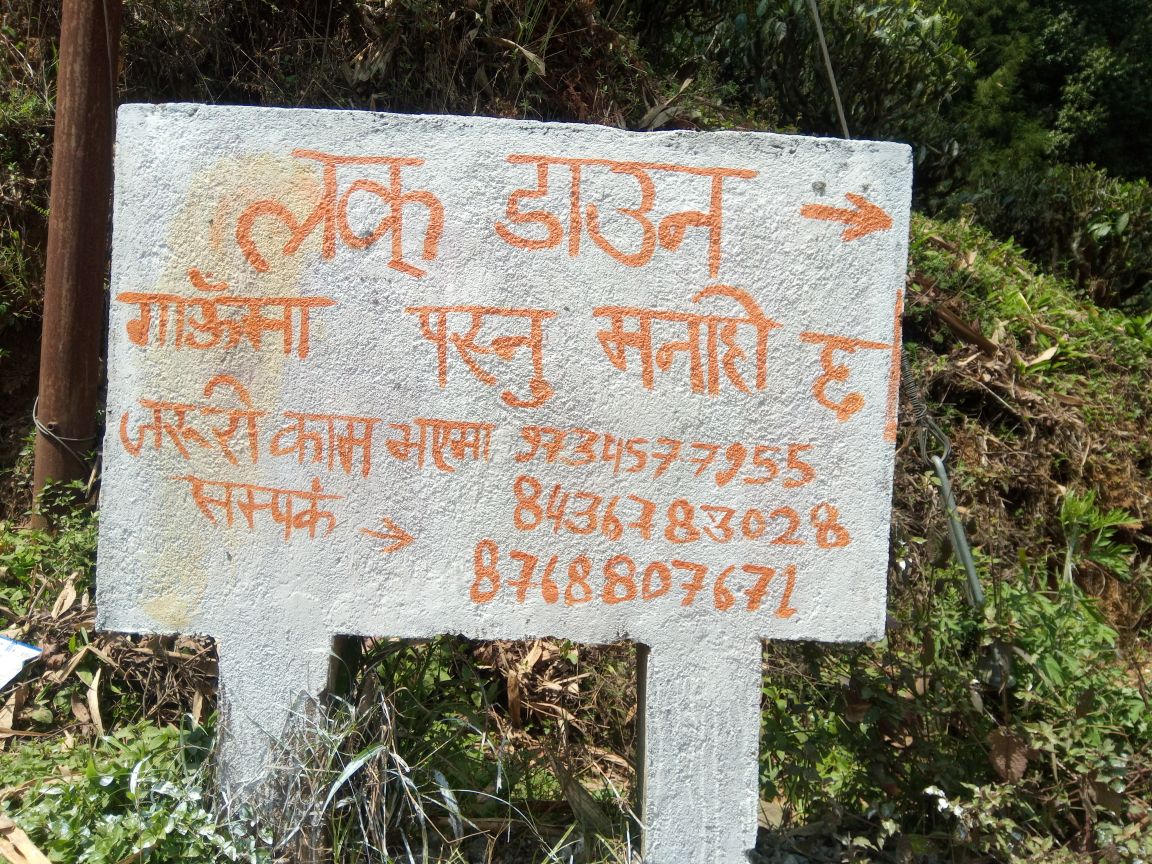 लक् डाउन →
गाऊँमा पस्नु मनाही छ
जरूरी काम भएमा 9734577955
सम्पर्क → 8436783028
8768807671